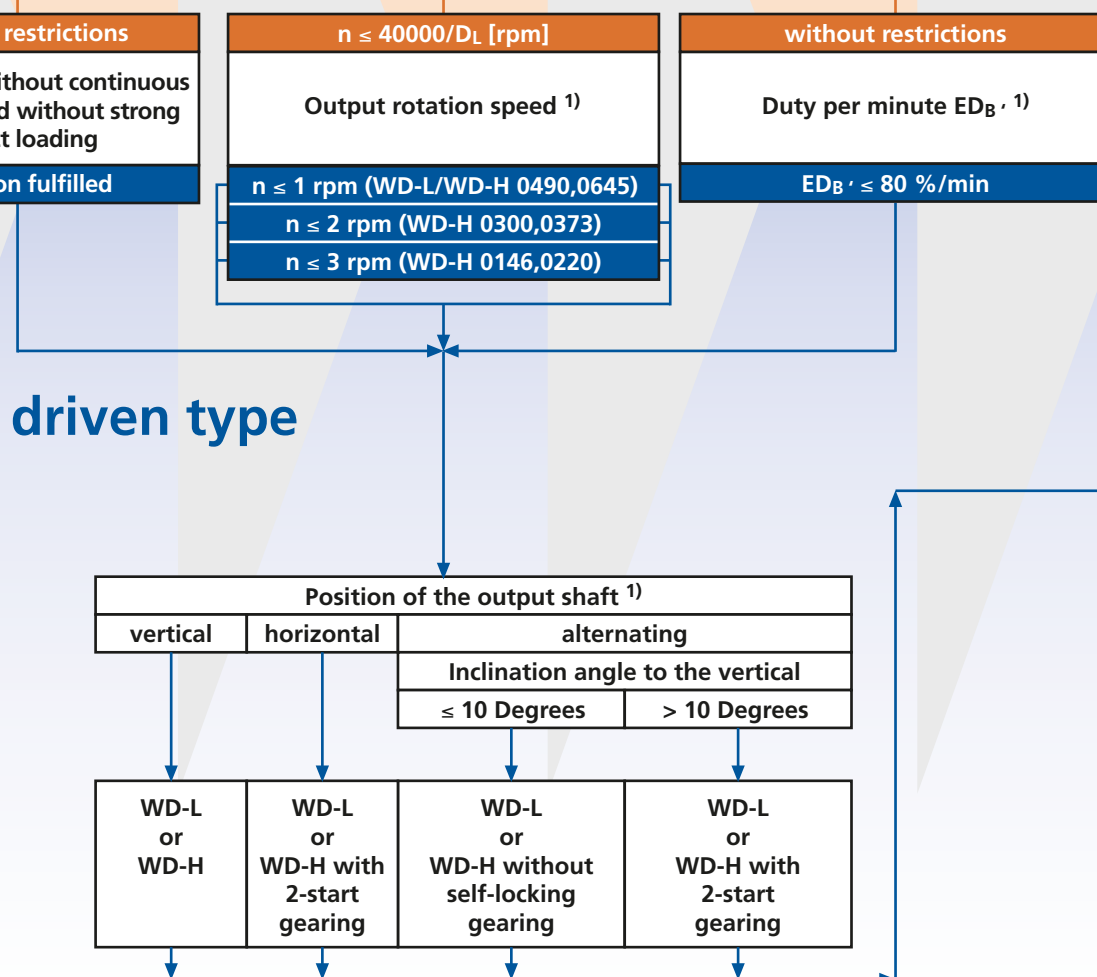 restrictions
n ≤ 40000/DL [rpm]
without restrictions
ithout continuous
d without strong
t loading
Output rotation speed 1)
Duty per minute EDB, 1)
on fulfilled
n ≤ 1 rpm (WD-L/WD-H 0490,0645)
n ≤ 2 rpm (WD-H 0300,0373)
n ≤ 3 rpm (WD-H 0146,0220)
EDB, ≤ 80 %/min
driven type
Position of the output shaft 1)
vertical
horizontal
alternating
Inclination angle to the vertical
≤ 10 Degrees
> 10 Degrees
WD-L
or
WD-H
WD-L
or
WD-H with
2-start
gearing
WD-L
or
WD-H without
self-locking
gearing
WD-L
or
WD-H with
2-start
gearing